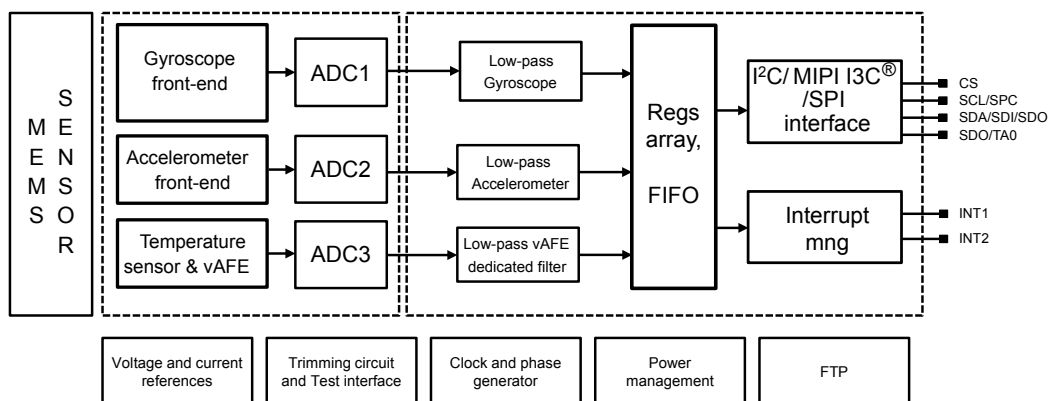 MEMS
SENSOR
Gyroscope
front-end
ADC1
Low-pass
Gyroscope
Accelerometer
front-end
ADC2
Low-pass
Accelerometer
Temperature
sensor & vAFE
ADC3
Low-pass vAFE
dedicated filter
Regs
array,
FIFO
I²C/ MIPI I3C®
/SPI
interface
CS
SCL/SPC
SDA/SDI/SDO
SDO/TA0
Interrupt
mng
INT1
INT2
Voltage and current
references
Trimming circuit
and Test interface
Clock and phase
generator
Power
management
FTP